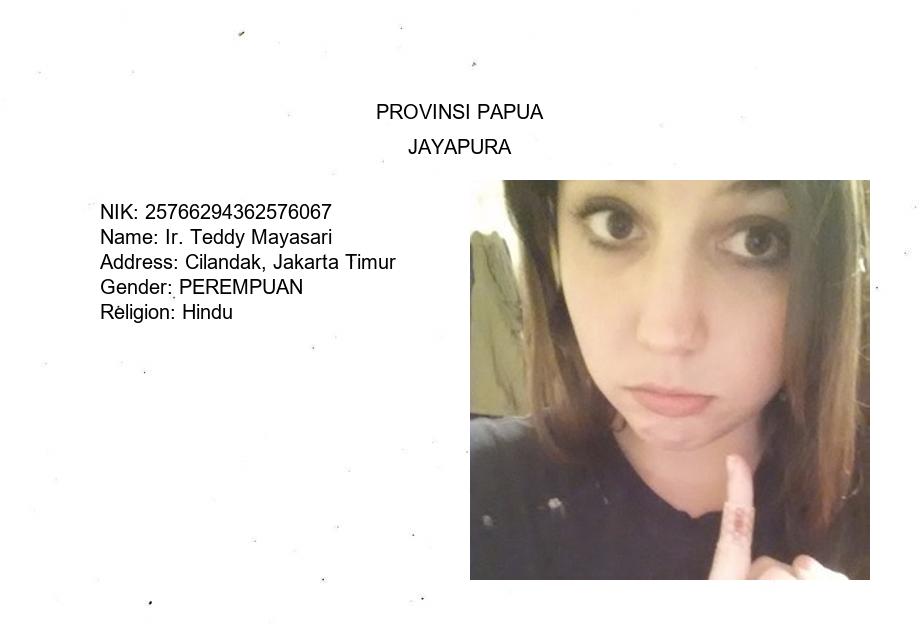 PROVINSI PAPUA
JAYAPURA
NIK: 25766294362576067
Name: Ir. Teddy Mayasari
Address: Cilandak, Jakarta Timur
Gender: PEREMPUAN
Religion: Hindu